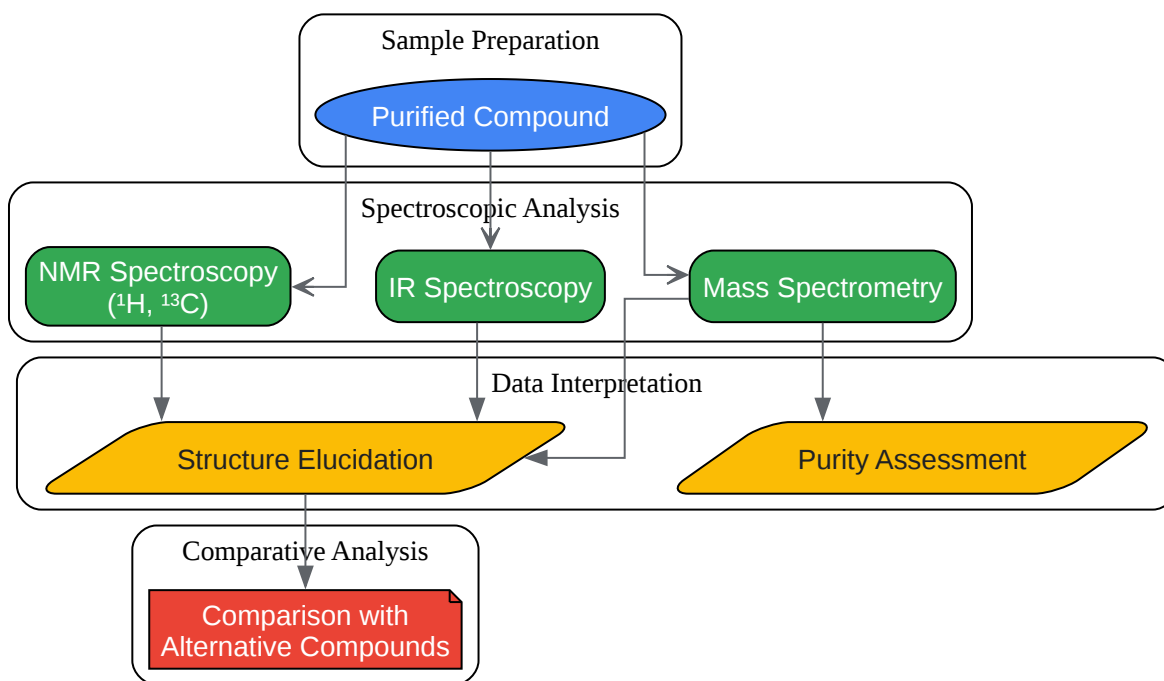 Sample Preparation
Purified Compound
Spectroscopic Analysis
NMR Spectroscopy
(¹H, ¹³C)
IR Spectroscopy
Mass Spectrometry
Data Interpretation
Structure Elucidation
Purity Assessment
Comparative Analysis
Comparison with
Alternative Compounds